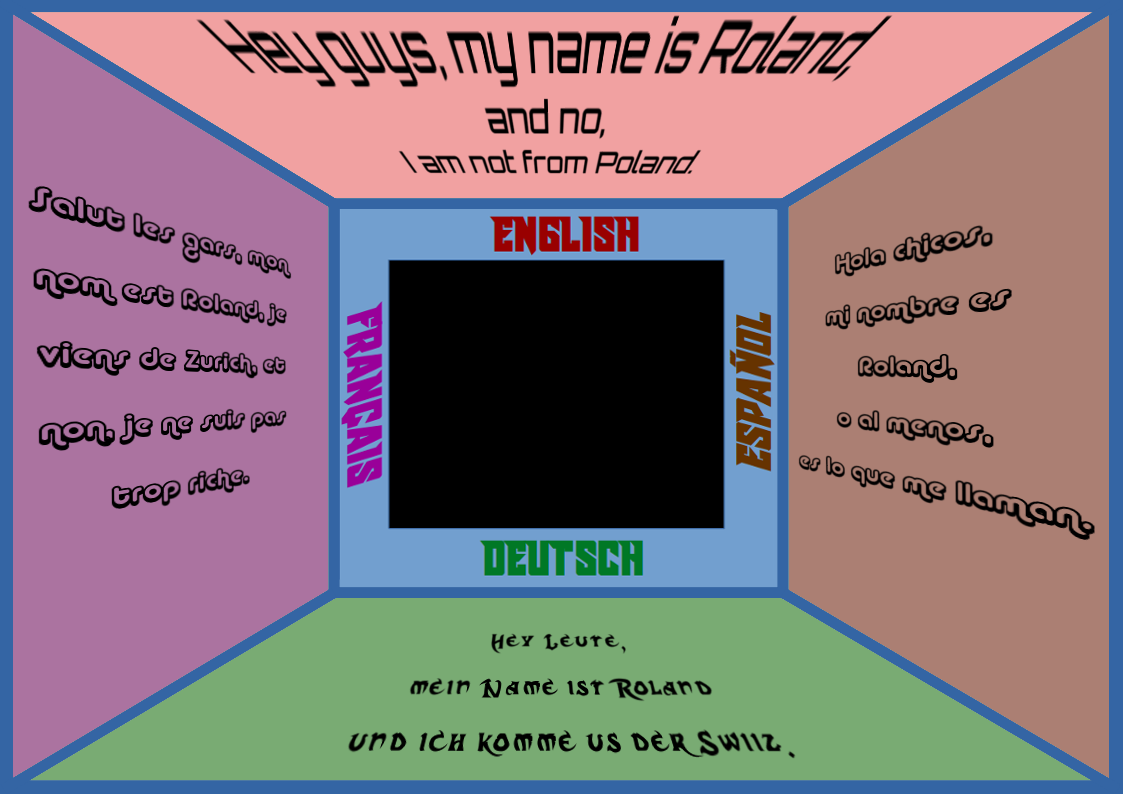 Hey guys, my name is Roland,
and no,
I am not from Poland.
Salut les gars, mon
nom est Roland, je
viens de Zurich, et
non, je ne suis pas
trop riche.
ENGLISH
FRANÇAIS
ESPAÑOL
DEUTSCH
Hola chicos,
mi nombre es
Roland,
o al menos,
es lo que me llaman.
Hey Leute,
mein Name ist Roland
und ich komme us der Swiiz.